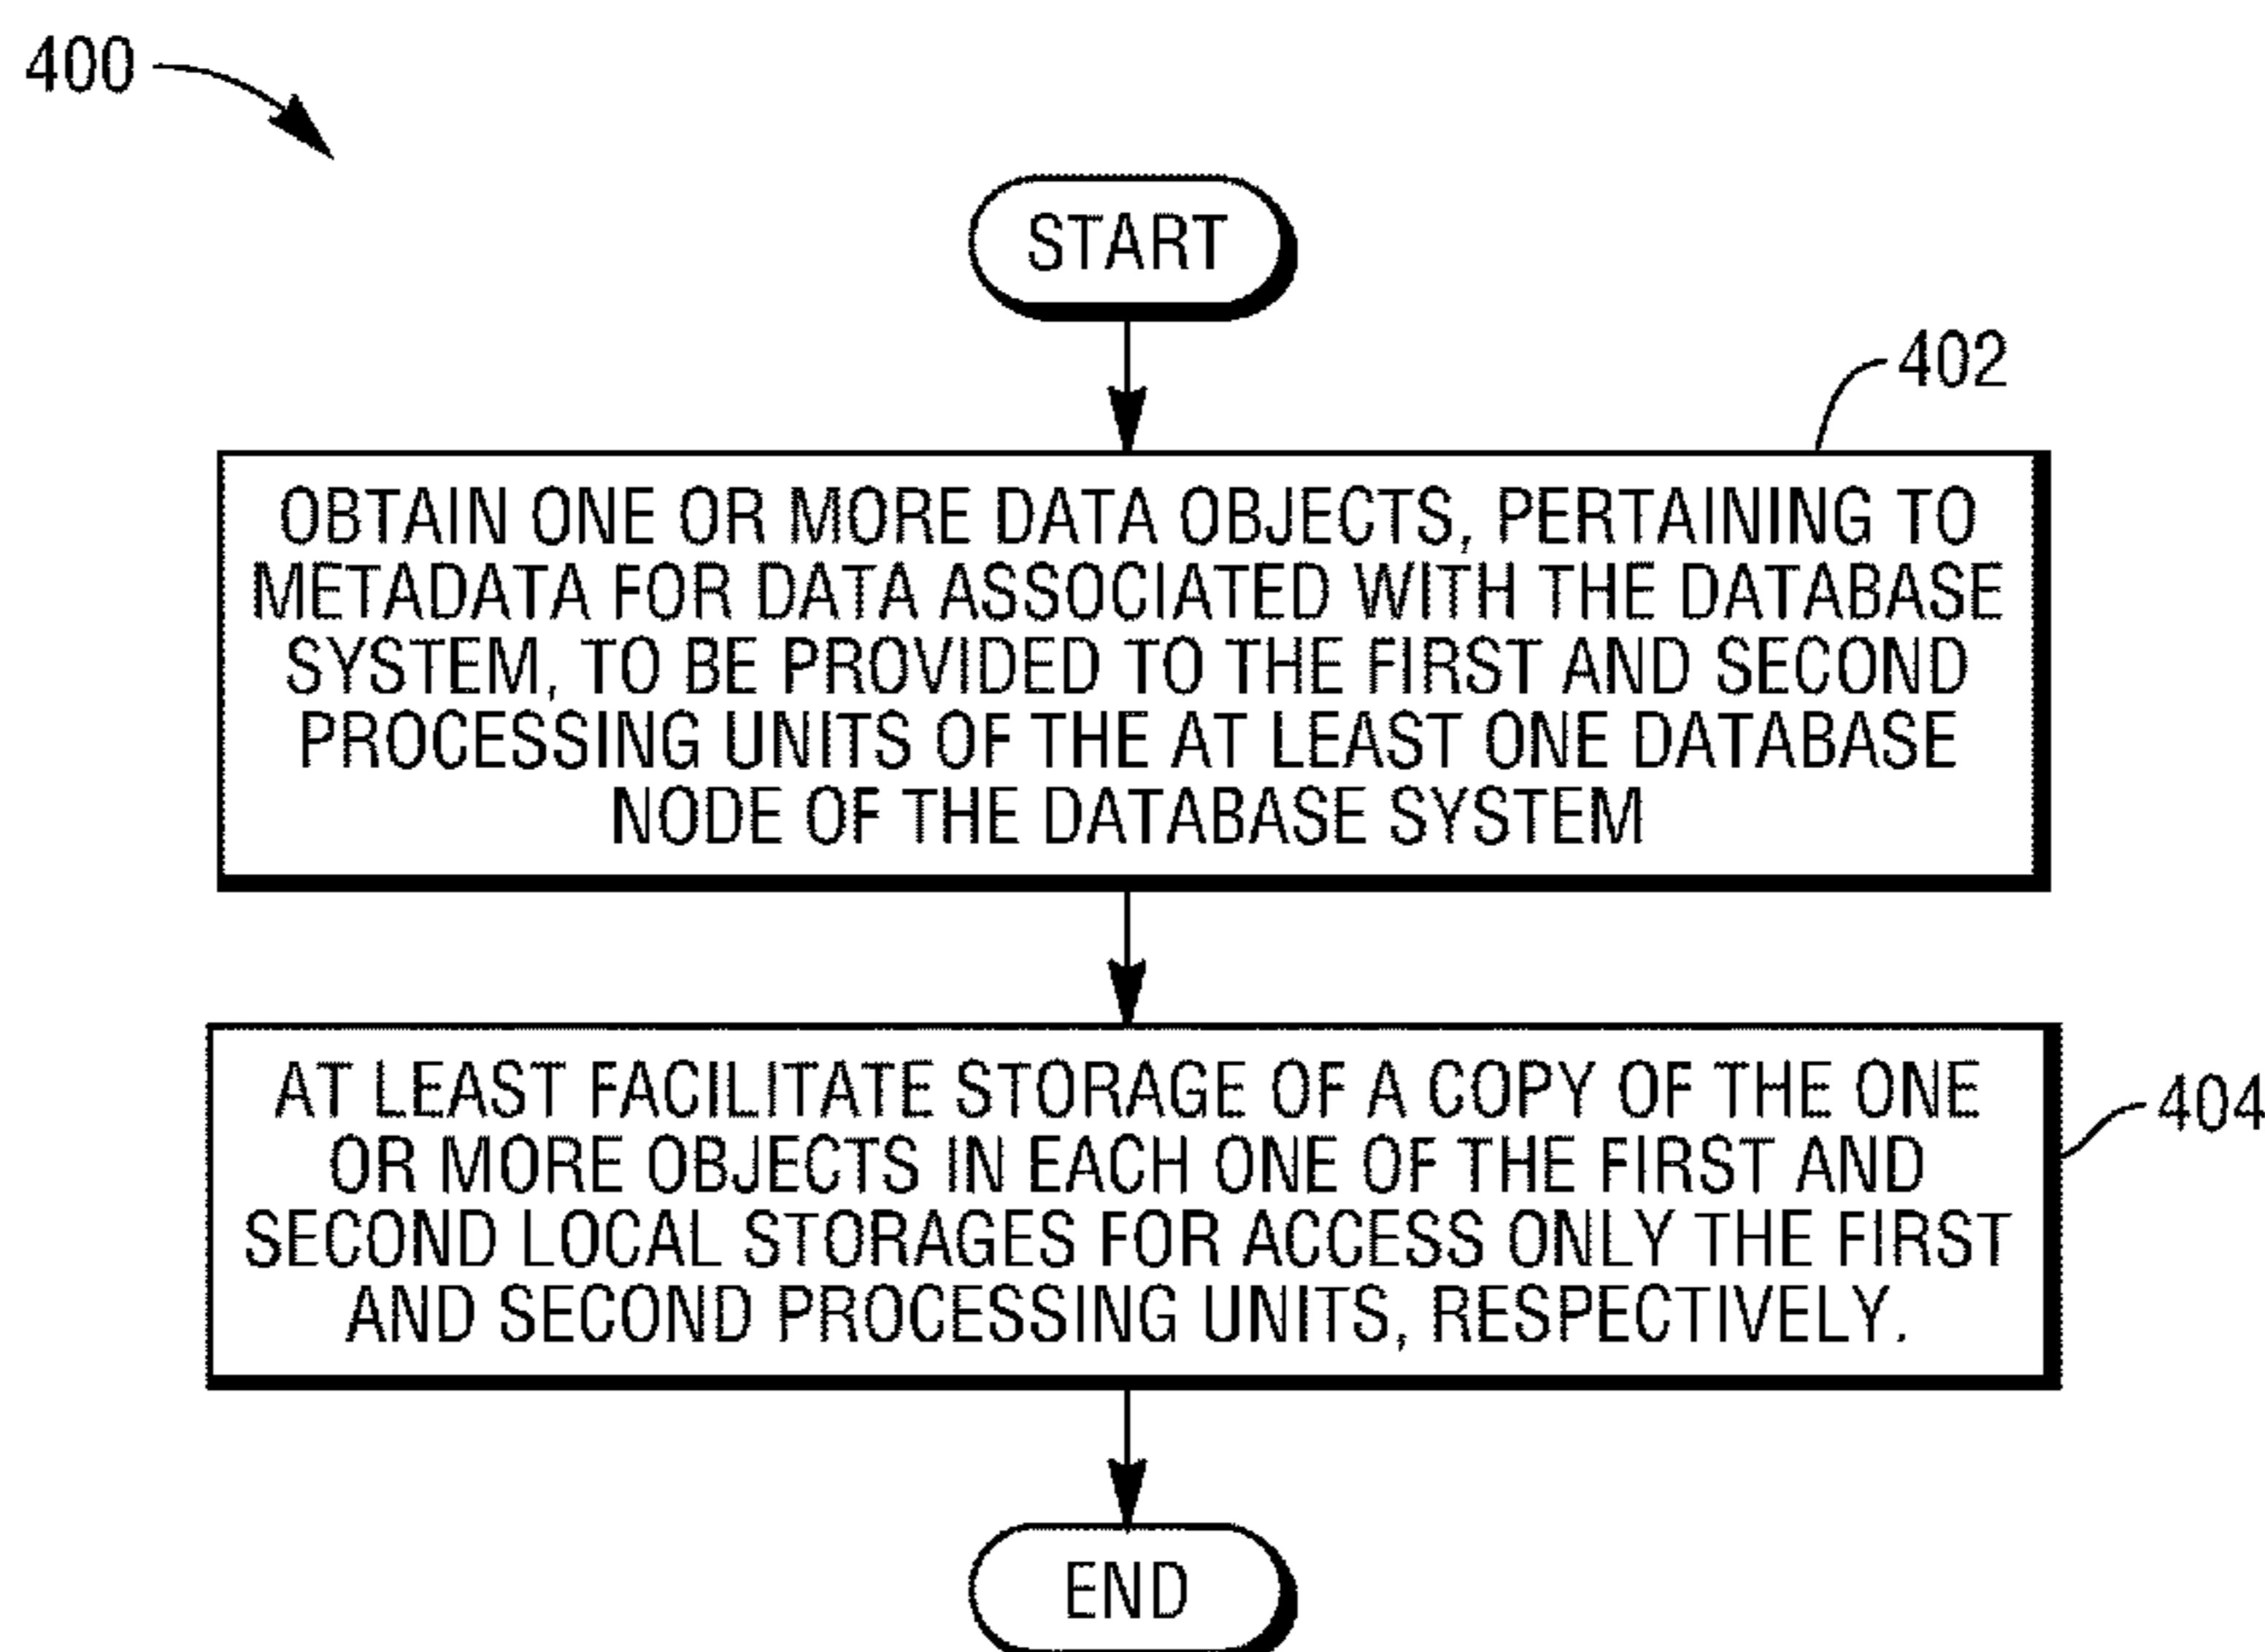 400
START
402
OBTAIN ONE OR MORE DATA OBJECTS, PERTAINING TO
METADATA FOR DATA ASSOCIATED WITH THE DATABASE
SYSTEM, TO BE PROVIDED TO THE FIRST AND SECOND
PROCESSING UNITS OF THE AT LEAST ONE DATABASE
NODE OF THE DATABASE SYSTEM
AT LEAST FACILITATE STORAGE OF A COPY OF THE ONE
OR MORE OBJECTS IN EACH ONE OF THE FIRST AND
SECOND LOCAL STORAGES FOR ACCESS ONLY THE FIRST
AND SECOND PROCESSING UNITS, RESPECTIVELY.
404
END